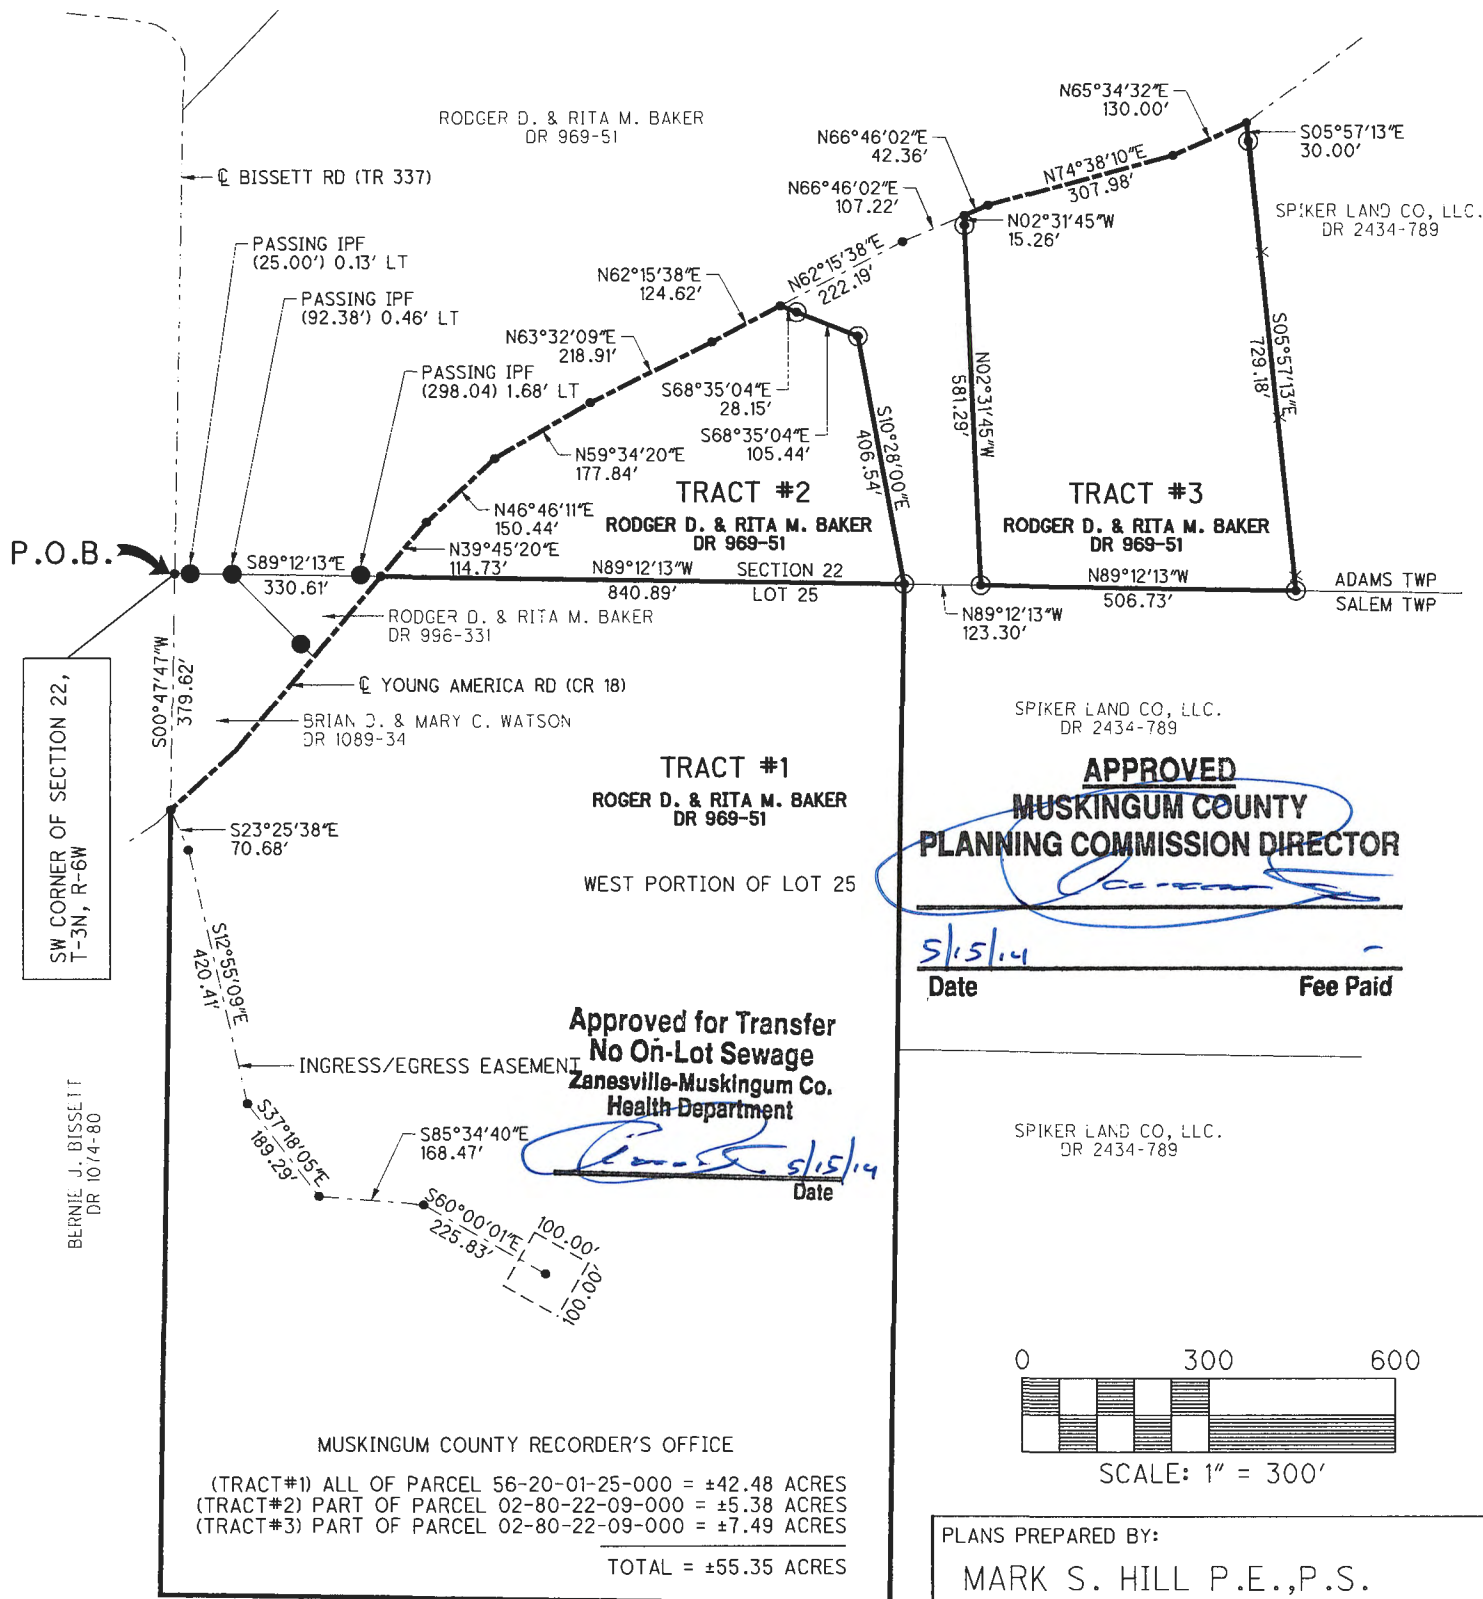 RODGER D. & RITA M. BAKER
DR 969-51
℄ BISSETT RD (TR 337)
PASSING IPF
(25.00') 0.13' LT
PASSING IPF
(92.38') 0.46' LT
PASSING IPF
(298.04) 1.68' LT
N65°34'32"E
130.00'
S05°57'13"E
30.00'
N66°46'02"E
42.36'
N74°38'10"E
307.98'
N66°46'02"E
107.22'
N02°31'45"W
15.26'
SPIKER LAND CO, LLC.
DR 2434-789
N62°15'38"E
222.19'
N62°15'38"E
124.62'
N63°32'09"E
218.91'
S68°35'04"E
28.15'
S68°35'04"E
105.44'
S10°28'00"E
406.54'
N02°31'45"W
581.29'
S05°57'13"E
729.18'
N59°34'20"E
177.84'
N46°46'11"E
150.44'
N39°45'20"E
114.73'
TRACT #2
RODGER D. & RITA M. BAKER
DR 969-51
TRACT #3
RODGER D. & RITA M. BAKER
DR 969-51
P.O.B.
S89°12'13"E
330.61'
N89°12'13"W
840.89'
SECTION 22
LOT 25
N89°12'13"W
506.73'
ADAMS TWP
SALEM TWP
N89°12'13"W
123.30'
RODGER D. & RITA M. BAKER
DR 996-331
℄ YOUNG AMERICA RD (CR 18)
BRIAN D. & MARY C. WATSON
DR 1089-34
S00°47'47"W
379.62'
SW CORNER OF SECTION 22,
T-3N, R-6W
SPIKER LAND CO, LLC.
DR 2434-789
TRACT #1
ROGER D. & RITA M. BAKER
DR 969-51
WEST PORTION OF LOT 25
APPROVED
MUSKINGUM COUNTY
PLANNING COMMISSION DIRECTOR
5/15/14 -
Date Fee Paid
S23°25'38"E
70.68'
S12°55'09"E
420.41'
INGRESS/EGRESS EASEMENT
Approved for Transfer
No On-Lot Sewage
Zanesville-Muskingum Co.
Health Department
5/15/14
Date
BERNIE J. BISSETT
DR 1074-80
S37°18'05"E
189.29'
S85°34'40"E
168.47'
S60°00'01"E
225.83'
100.00'
100.00'
SPIKER LAND CO, LLC.
DR 2434-789
0 300 600
SCALE: 1" = 300'
MUSKINGUM COUNTY RECORDER'S OFFICE
(TRACT#1) ALL OF PARCEL 56-20-01-25-000 = ±42.48 ACRES
(TRACT#2) PART OF PARCEL 02-80-22-09-000 = ±5.38 ACRES
(TRACT#3) PART OF PARCEL 02-80-22-09-000 = ±7.49 ACRES
TOTAL = ±55.35 ACRES
PLANS PREPARED BY:
MARK S. HILL P.E.,P.S.